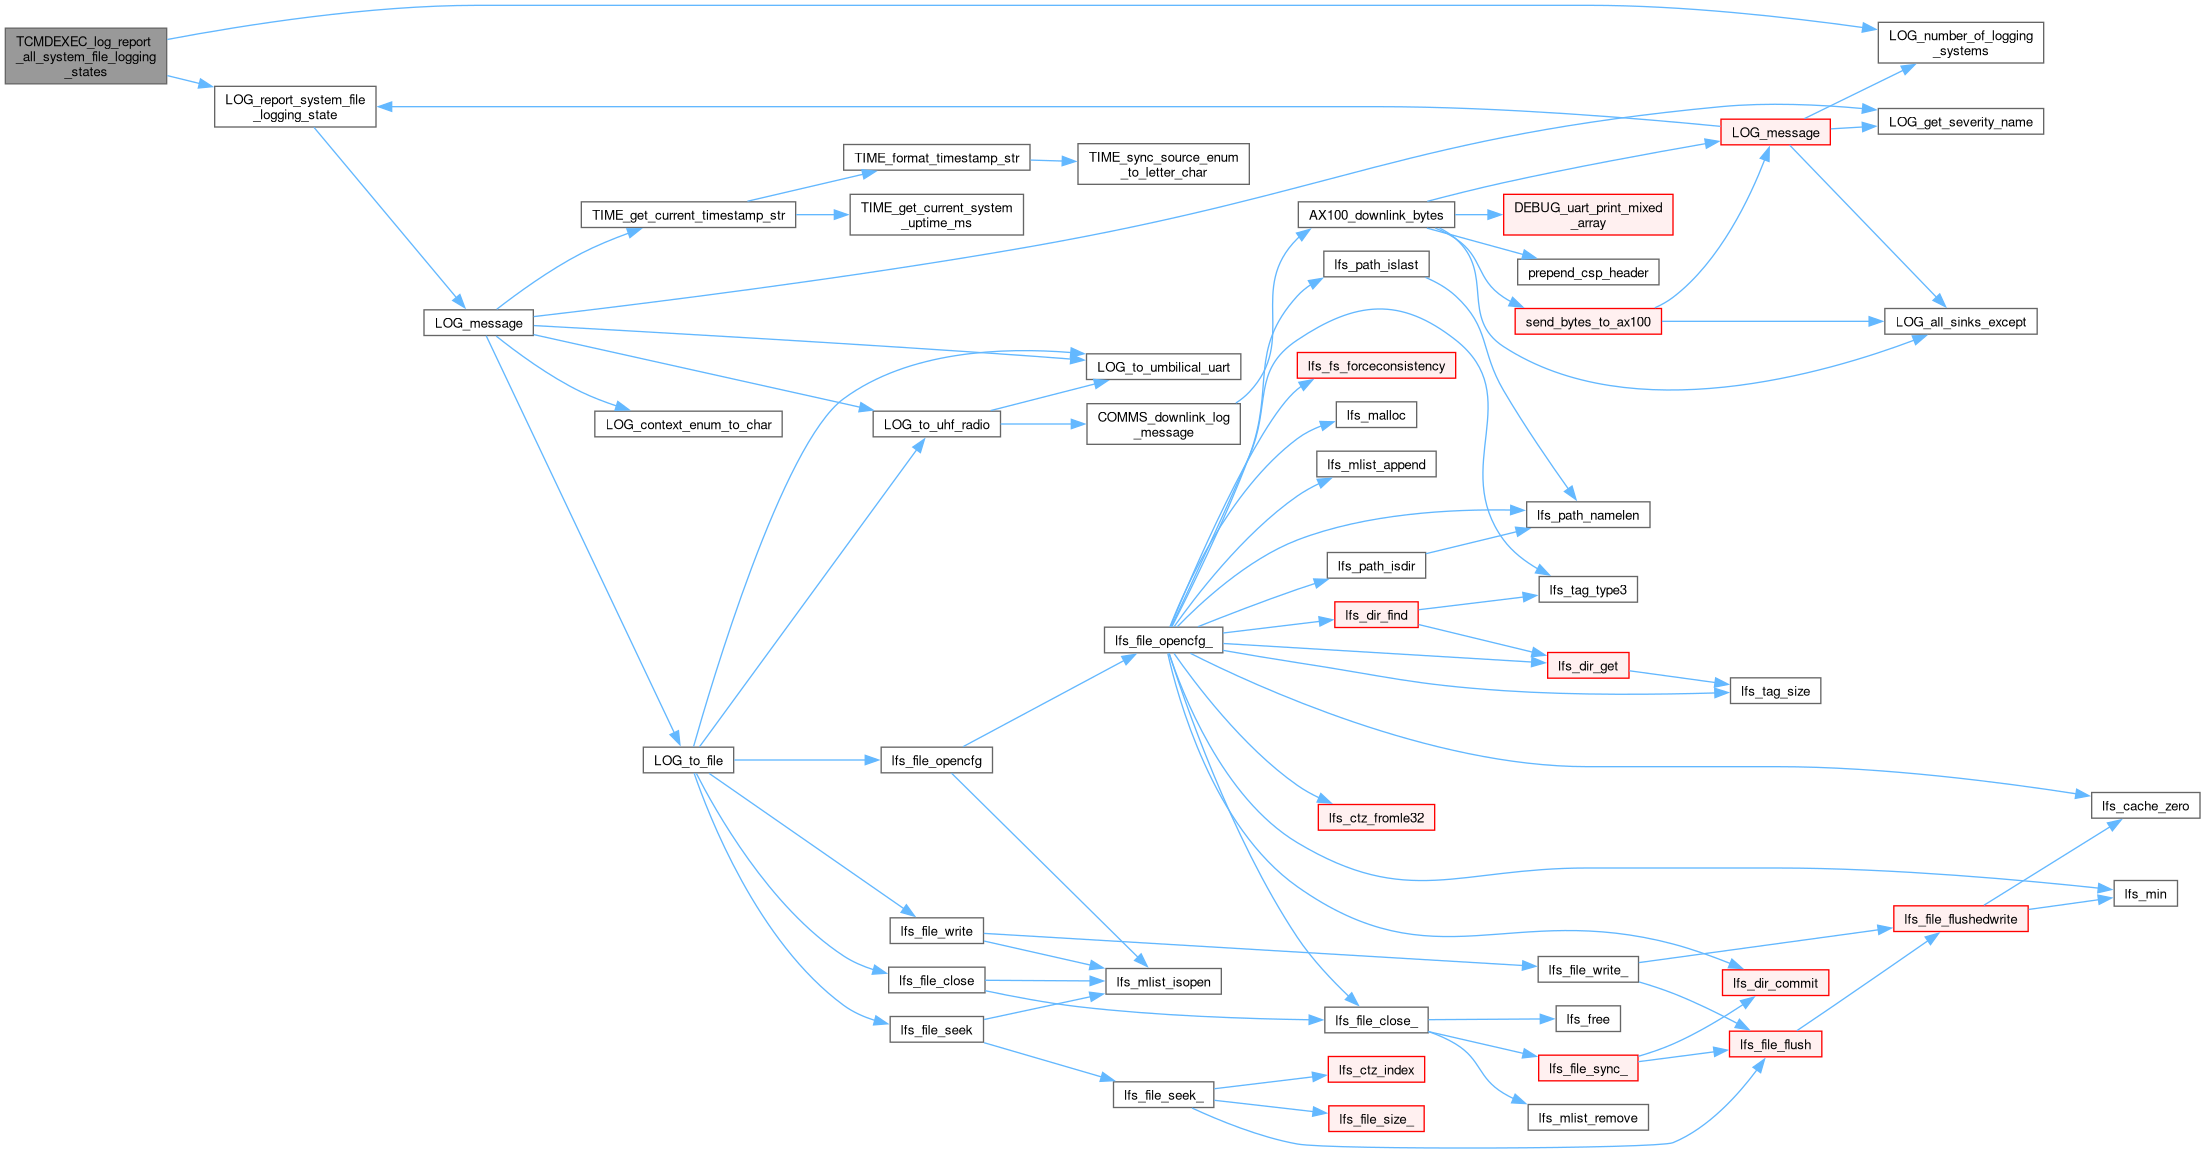 TCMDEXEC_log_report
_all_system_file_logging
_states
LOG_number_of_logging
_systems
LOG_report_system_file
_logging_state
LOG_get_severity_name
LOG_message
TIME_format_timestamp_str
TIME_sync_source_enum
_to_letter_char
TIME_get_current_timestamp_str
TIME_get_current_system
_uptime_ms
AX100_downlink_bytes
DEBUG_uart_print_mixed
_array
prepend_csp_header
lfs_path_islast
LOG_message
send_bytes_to_ax100
LOG_all_sinks_except
LOG_to_umbilical_uart
lfs_fs_forceconsistency
LOG_context_enum_to_char
LOG_to_uhf_radio
COMMS_downlink_log
_message
lfs_malloc
lfs_mlist_append
lfs_path_namelen
lfs_path_isdir
lfs_tag_type3
lfs_dir_find
lfs_file_opencfg_
lfs_dir_get
lfs_tag_size
LOG_to_file
lfs_file_opencfg
lfs_ctz_fromle32
lfs_cache_zero
lfs_min
lfs_file_flushedwrite
lfs_file_write
lfs_file_write_
lfs_file_close
lfs_mlist_isopen
lfs_dir_commit
lfs_file_seek
lfs_file_close_
lfs_free
lfs_file_flush
lfs_ctz_index
lfs_file_sync_
lfs_file_seek_
lfs_file_size_
lfs_mlist_remove